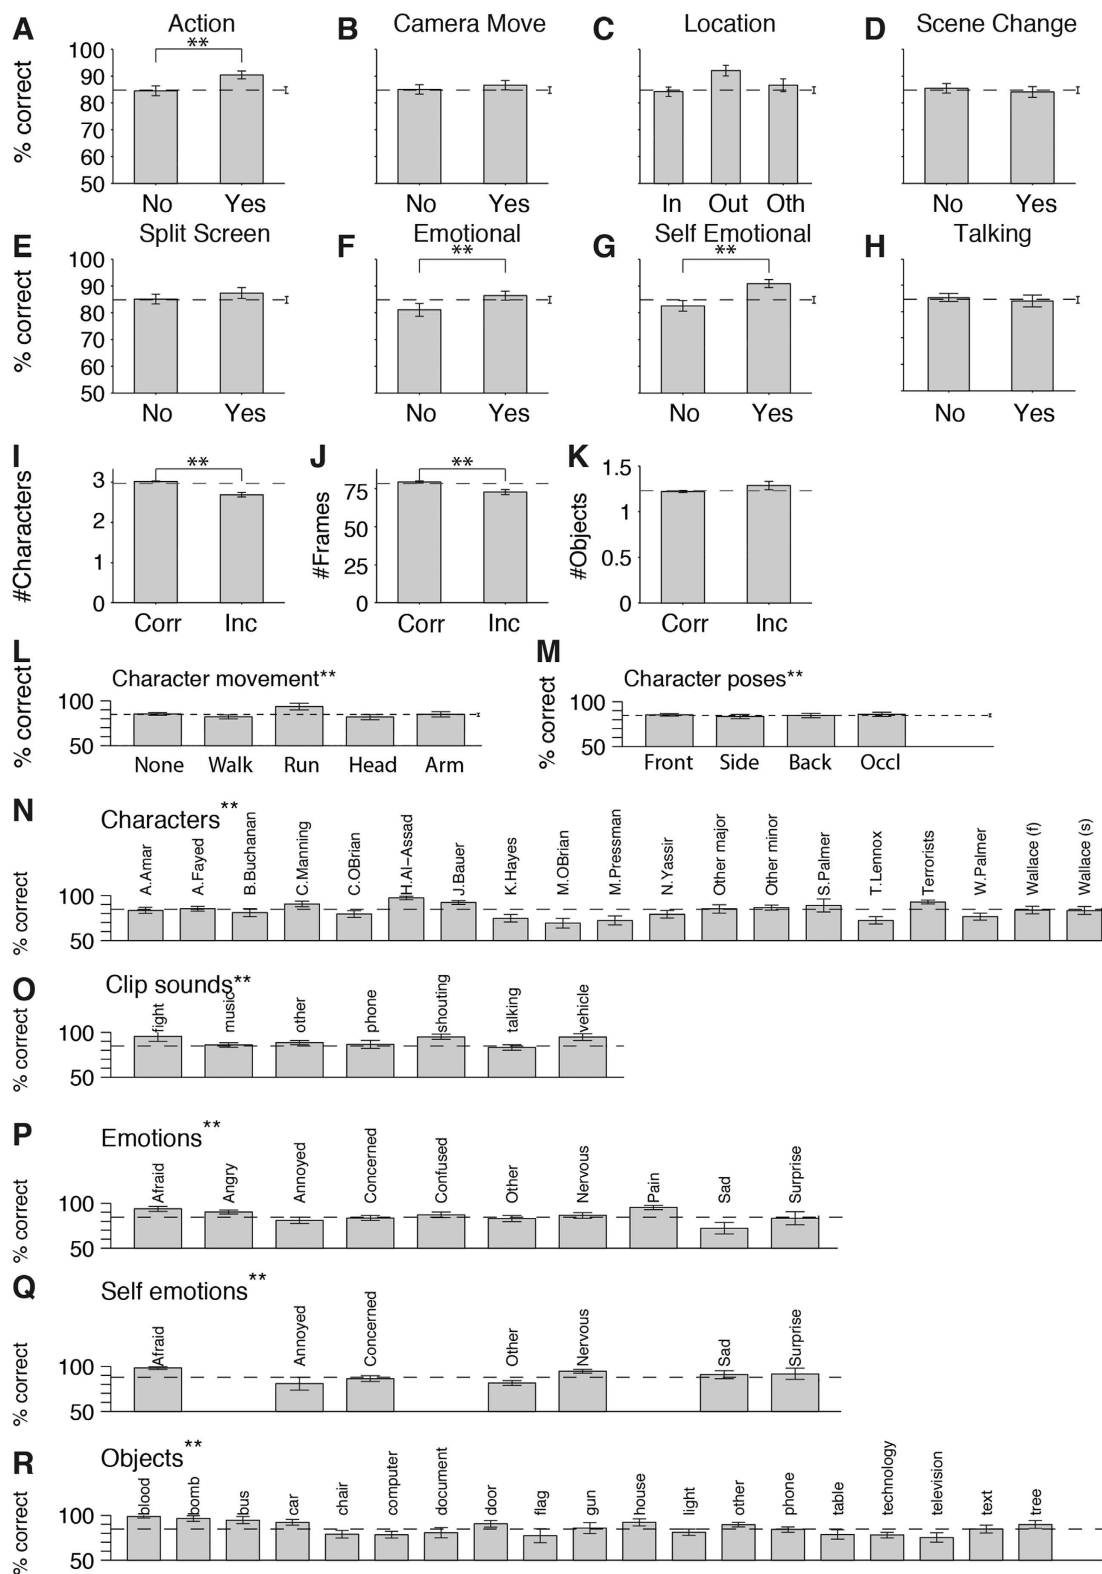 A Action B Camera Move C Location D Scene Change
**
% correct
100
90
80
70
60
50
No Yes No Yes In Out Oth No Yes
E Split Screen F Emotional G Self Emotional H Talking
** **
% correct
100
90
80
70
60
50
No Yes No Yes No Yes No Yes
I J K
** **
#Characters
3
2
1
0
Corr Inc
#Frames
75
50
25
0
Corr Inc
#Objects
1.5
1
0.5
0
Corr Inc
L Character movement**
% correct
100
50
None Walk Run Head Arm
M Character poses**
% correct
100
50
Front Side Back Occl
N Characters**
% correct
100
50
A.Amar A.Fayed B.Buchanan C.Manning C.OBrian H.Al-Assad J.Bauer K.Hayes M.OBrian M.Pressman N.Yassir Other major Other minor S.Palmer T.Lennox Terrorists W.Palmer Wallace (f) Wallace (s)
O Clip sounds**
% correct
100
50
fight music other phone shouting talking vehicle
P Emotions**
% correct
100
50
Afraid Angry Annoyed Concerned Confused Other Nervous Pain Sad Surprise
Q Self emotions**
% correct
100
50
Afraid Annoyed Concerned Other Nervous Sad Surprise
R Objects**
% correct
100
50
blood bomb bus car chair computer document door flag gun house light other phone table technology television text tree